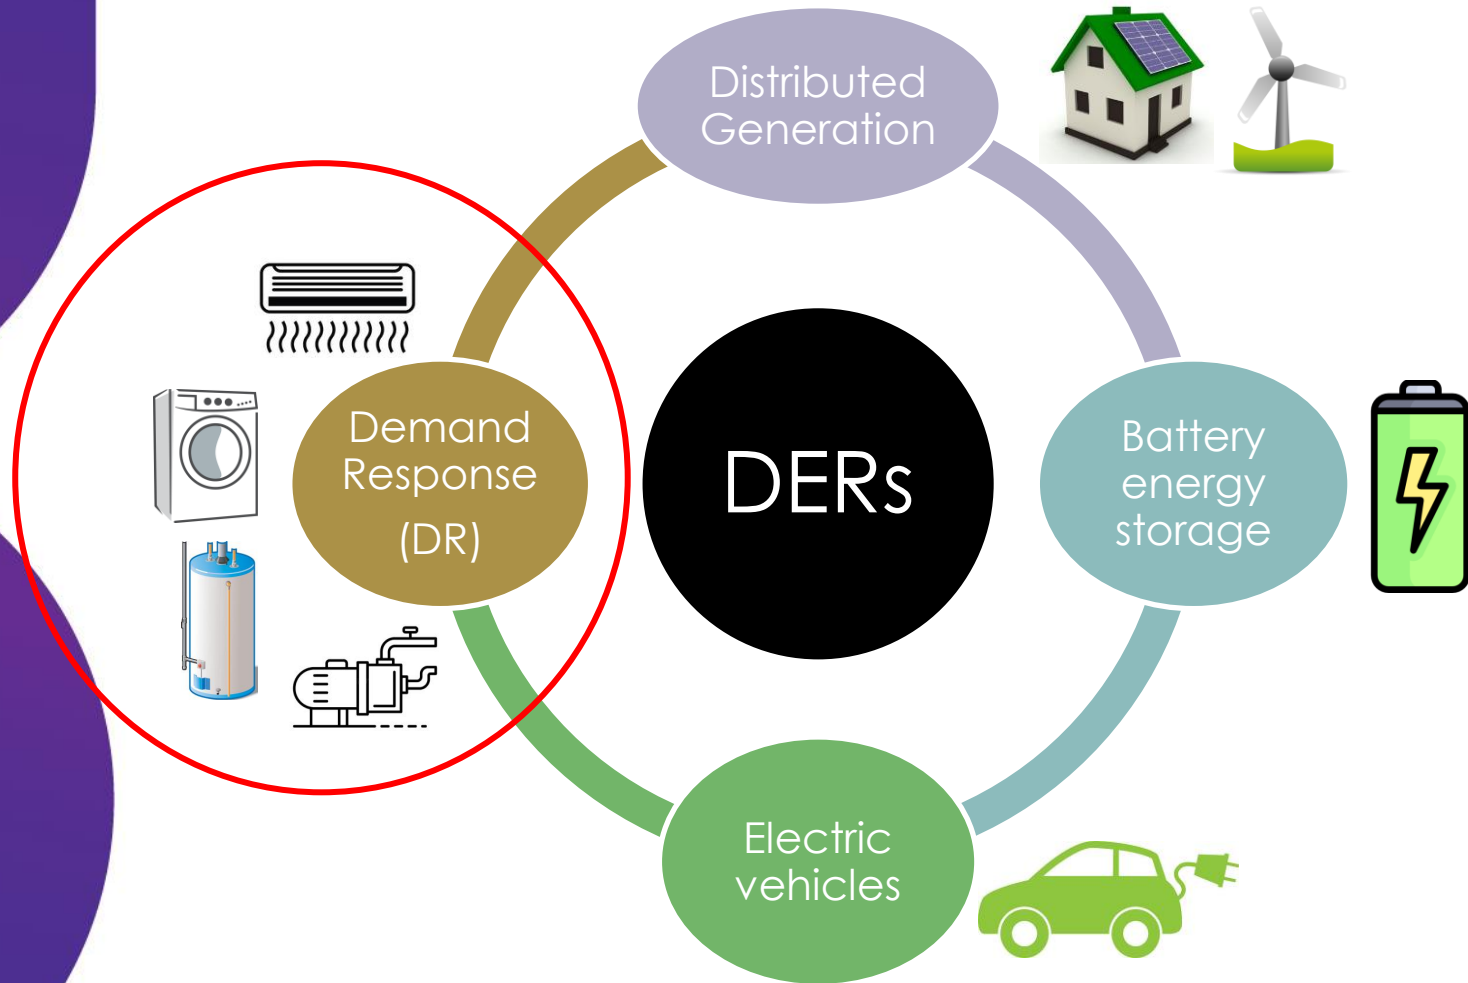 Distributed
Generation
Demand
Response
(DR)
DERs
Battery
energy
storage
Electric
vehicles